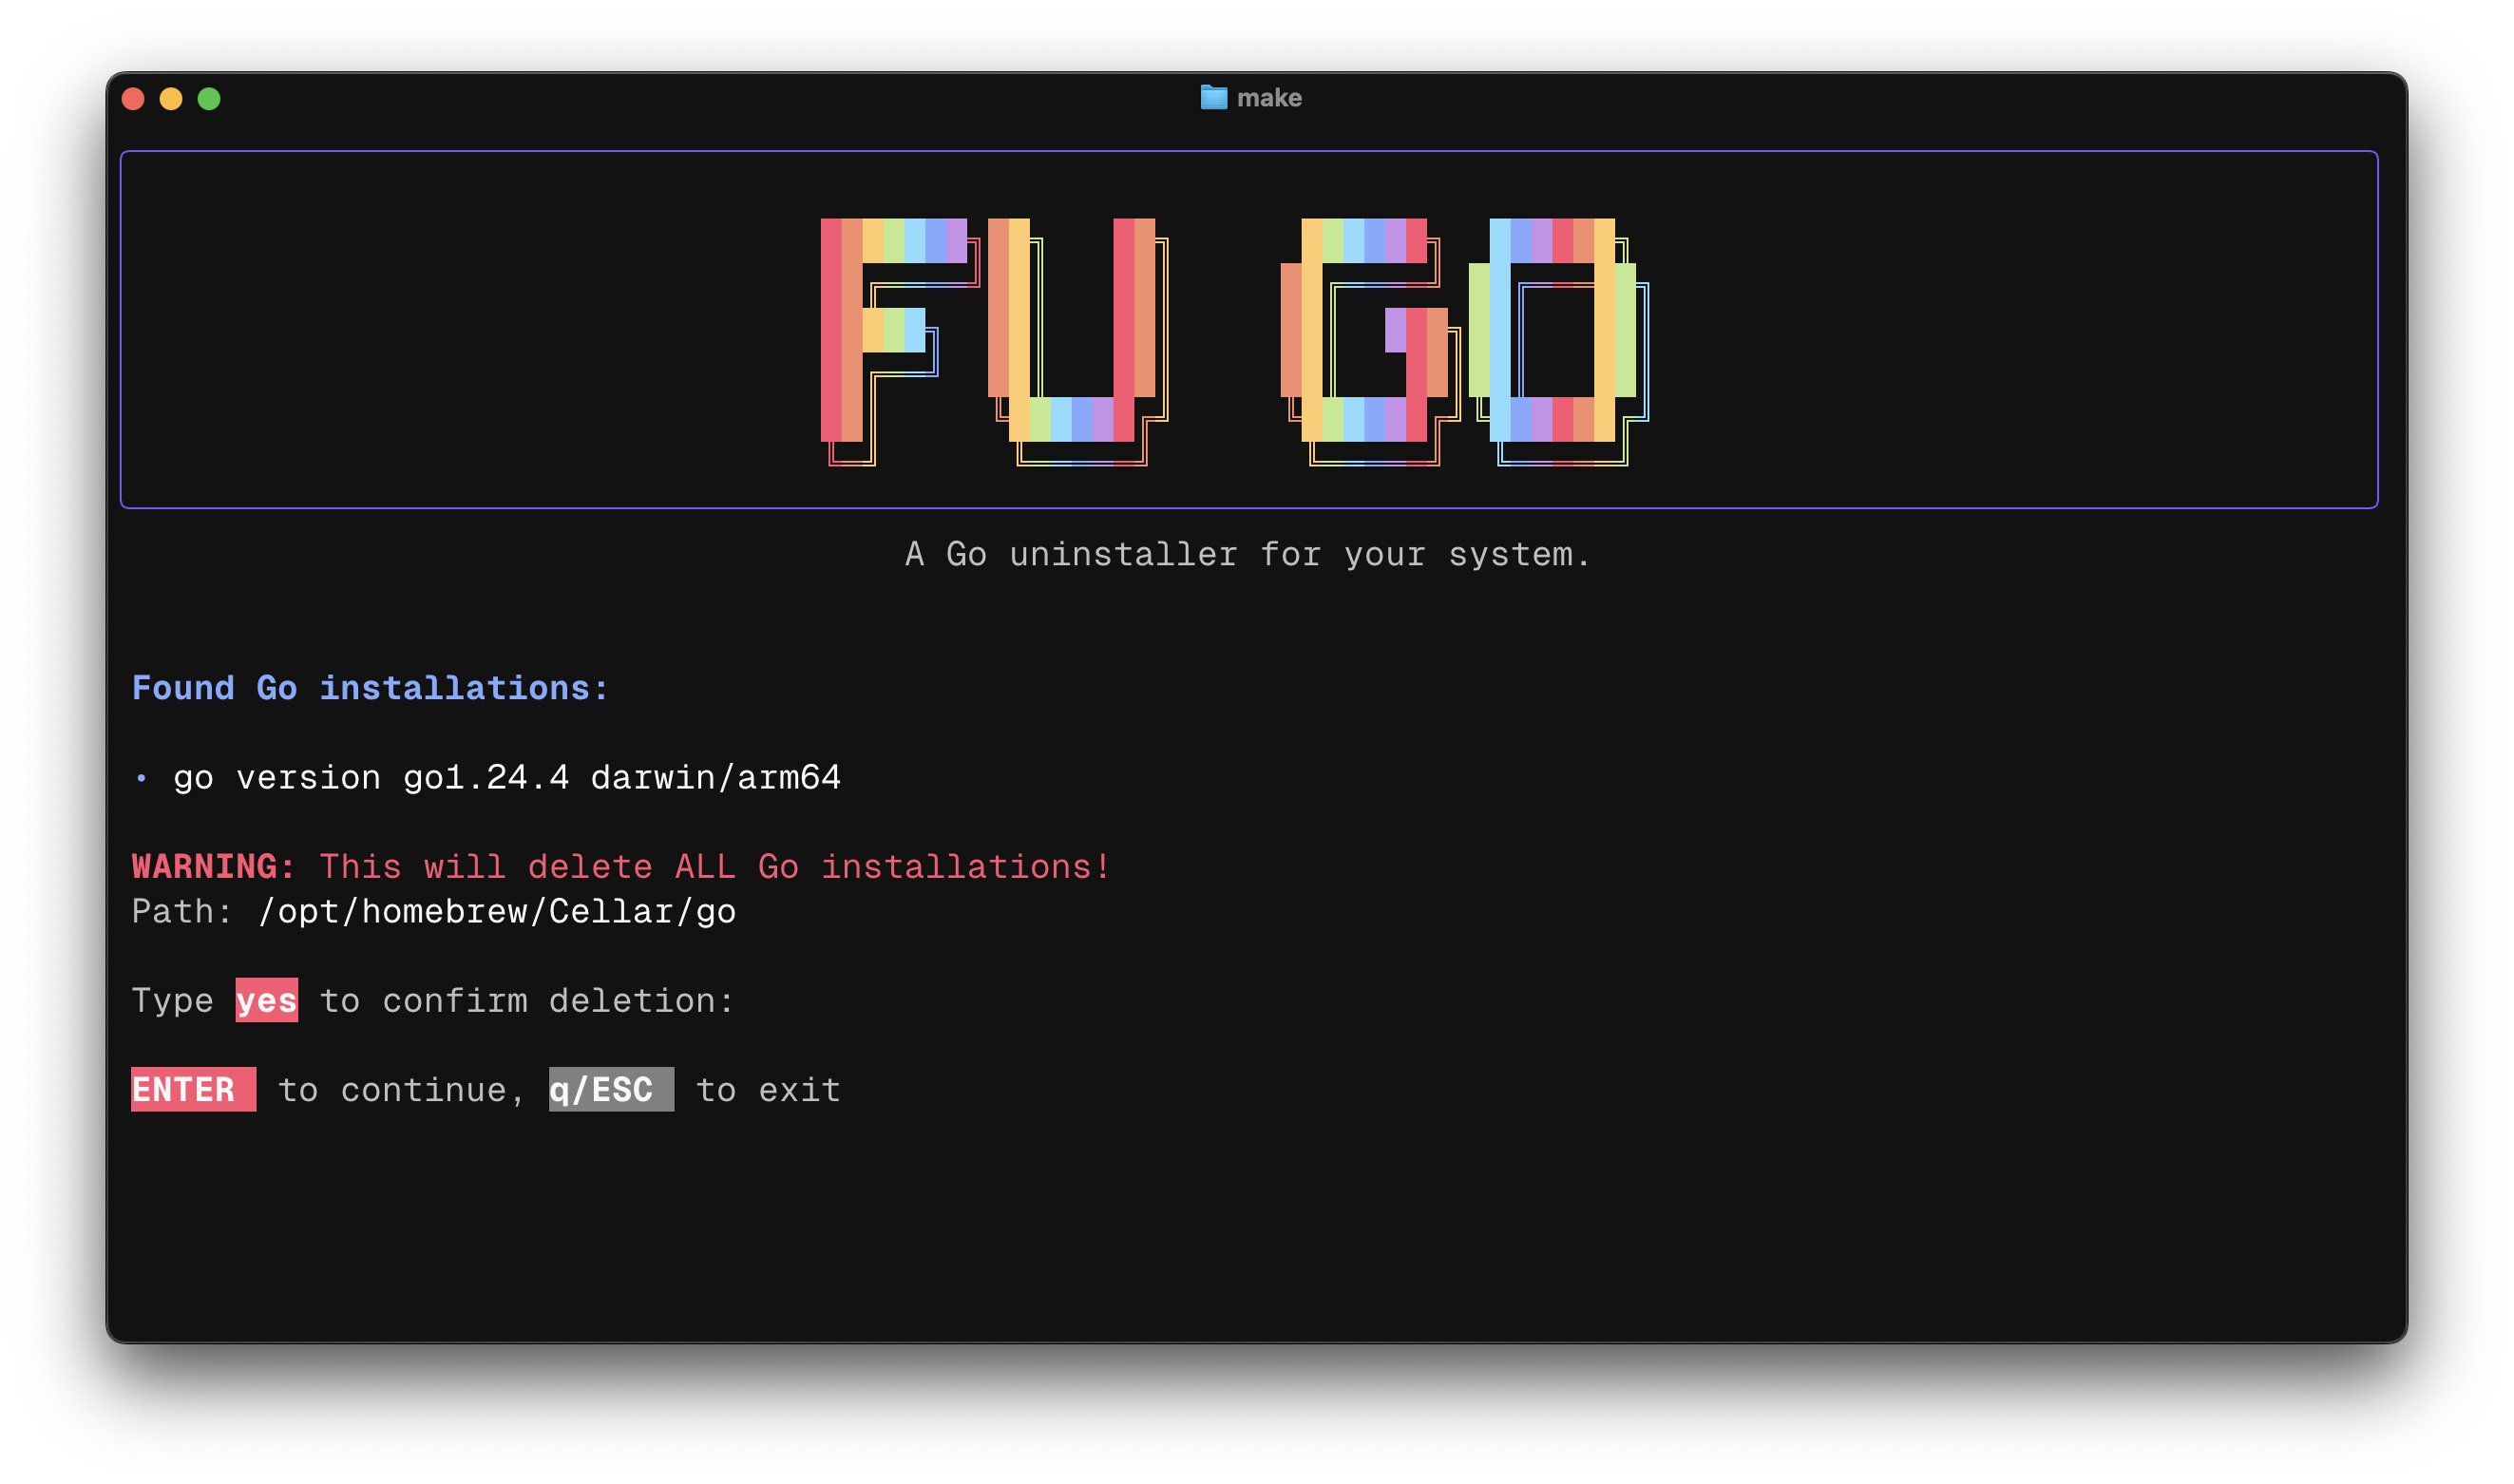 make
FU GO
A Go uninstaller for your system.
Found Go installations:
• go version go1.24.4 darwin/arm64
WARNING: This will delete ALL Go installations!
Path: /opt/homebrew/Cellar/go
Type yes to confirm deletion:
ENTER to continue, q/ESC to exit